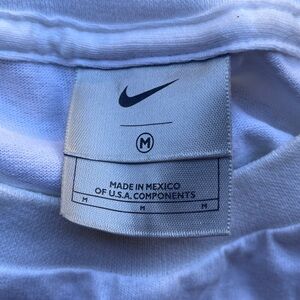 M
MADE IN MEXICO
OF U.S.A. COMPONENTS
M M M